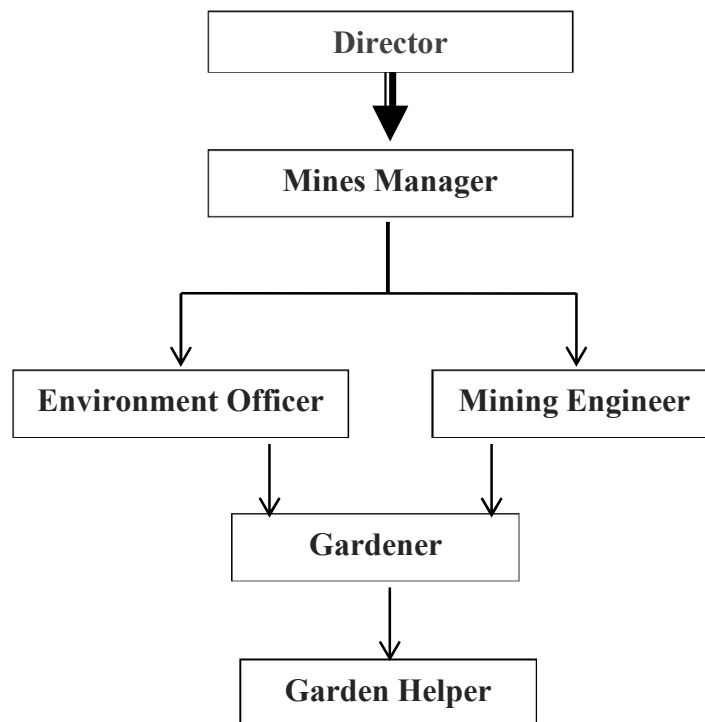 Director
Mines Manager
Environment Officer
Mining Engineer
Gardener
Garden Helper